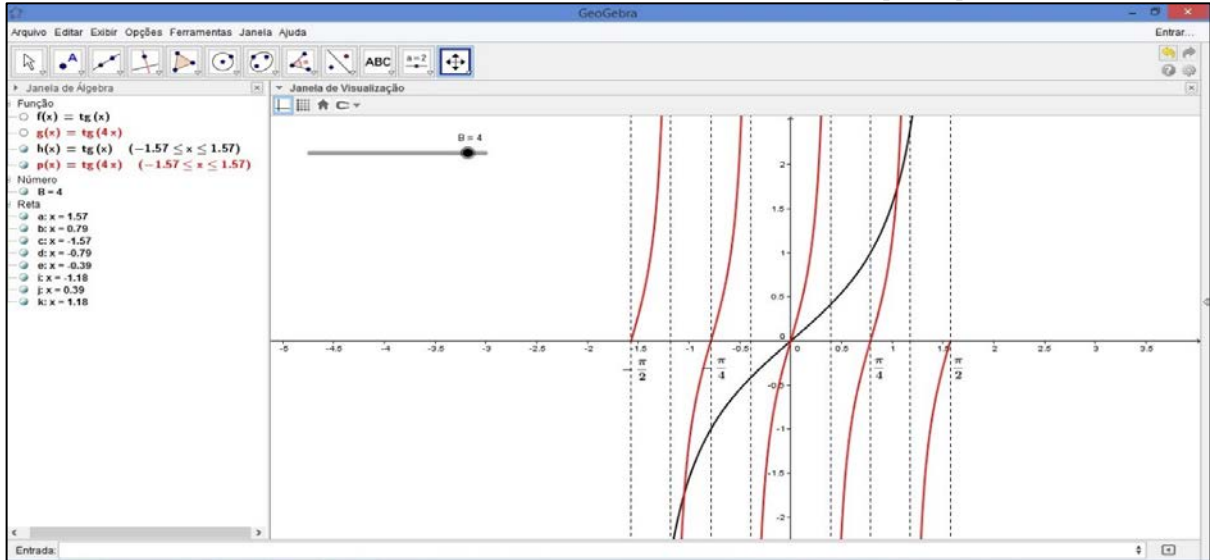 GeoGebra
Arquivo Editar Exibir Opções Ferramentas Janela Ajuda
Entrar...
ABC
a=2
Janela de Álgebra
Janela de Visualização
Função
f(x) = tg (x)
g(x) = tg (4 x)
h(x) = tg (x) (−1.57 ≤ x ≤ 1.57)
p(x) = tg (4 x) (−1.57 ≤ x ≤ 1.57)
Número
B = 4
Reta
a: x = 1.57
b: x = 0.79
c: x = -1.57
d: x = -0.79
e: x = -0.39
i: x = -1.18
j: x = 0.39
k: x = 1.18
B = 4
2
1.5
1
0.5
0
-5 -4.5 -4 -3.5 -3 -2.5 -2 -1.5 -1 -0.5 0 0.5 1 1.5 2 2.5 3 3.5
−π/2 −π/4 π/4 π/2
-0.5
-1
-1.5
-2
Entrada: